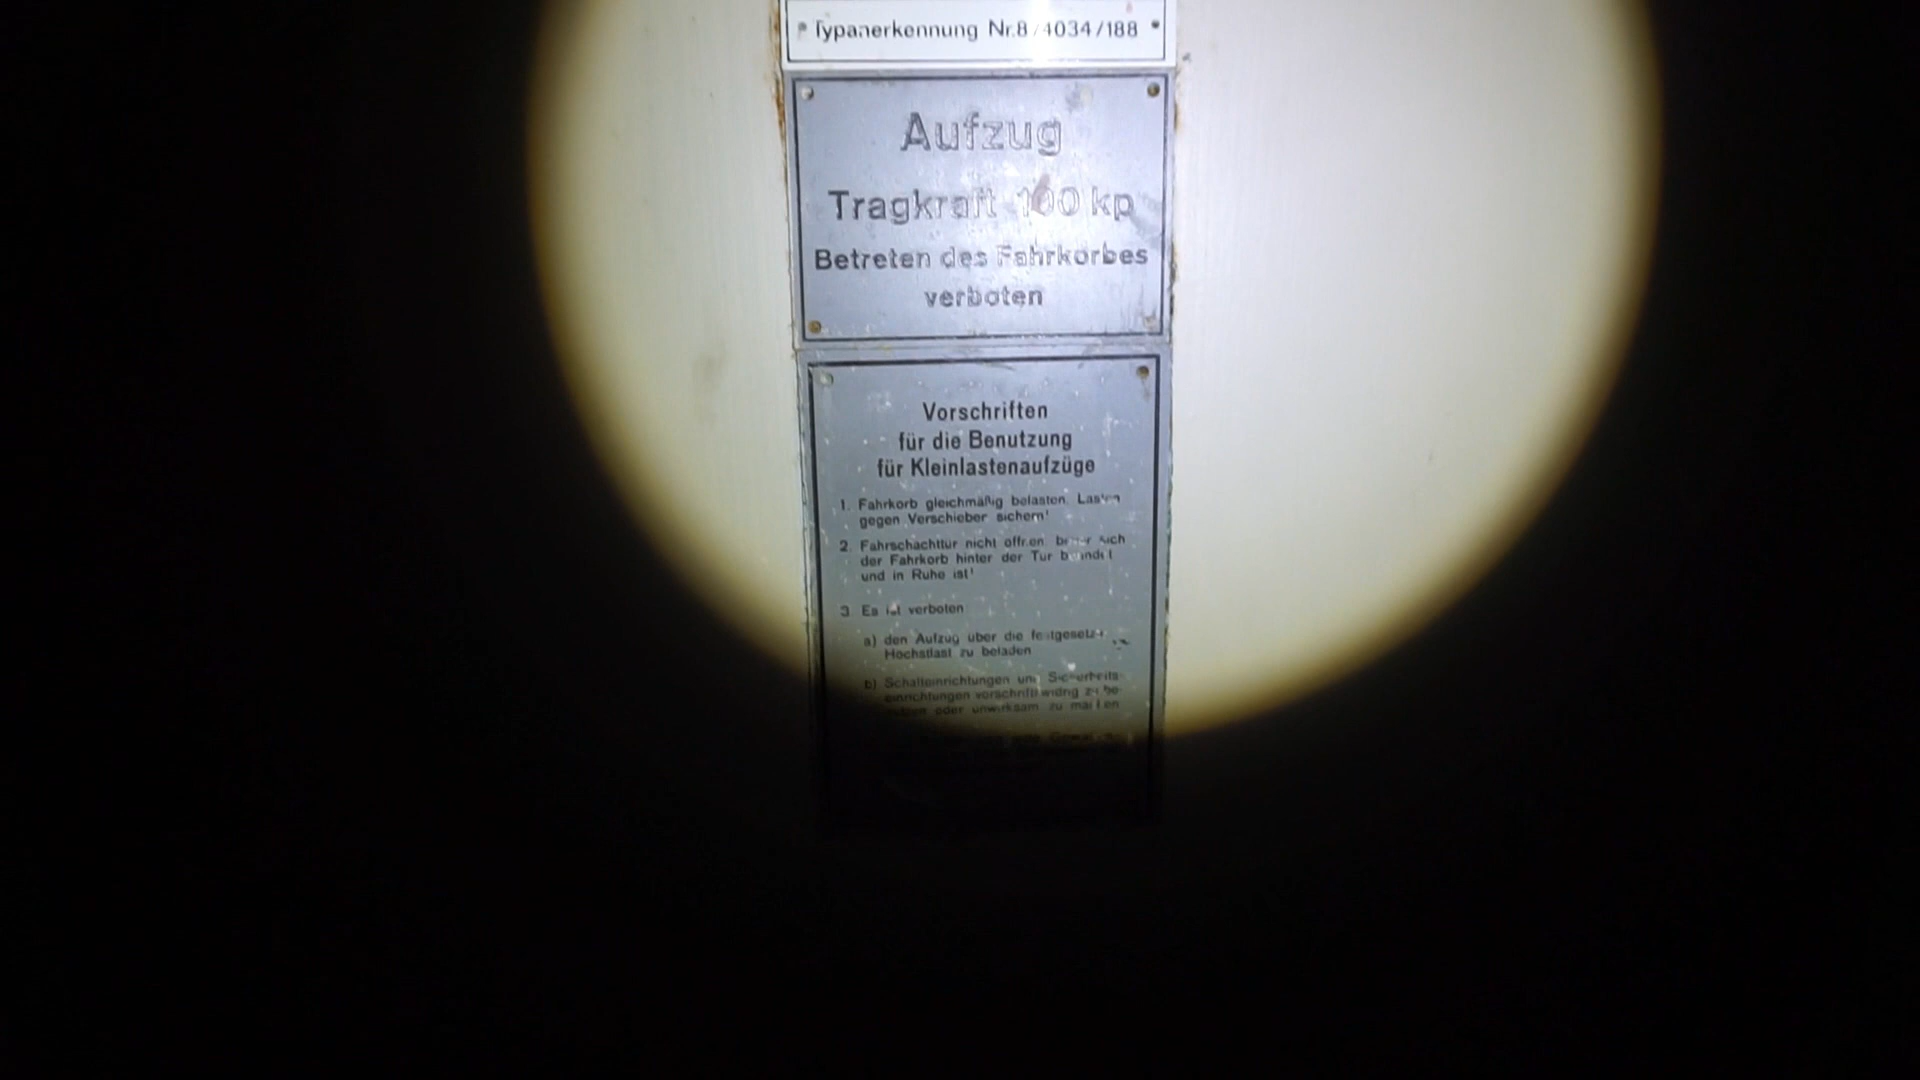 Typanerkennung Nr.8/4034/188
Aufzug
Tragkraft 100 kp
Betreten des Fahrkorbes
verboten
Vorschriften
für die Benutzung
für Kleinlastenaufzüge
1. Fahrkorb gleichmäßig belasten. Lasten
gegen Verschieber sichern!
2. Fahrschachttür nicht öffnen, bevor sich
der Fahrkorb hinter der Tür befindet
und in Ruhe ist!
3. Es ist verboten
a) den Aufzug über die festgesetzte
Höchstlast zu beladen
b) Schalteinrichtungen und Sicherheits-
einrichtungen vorschriftswidrig zu be-
oder unwirksam zu machen